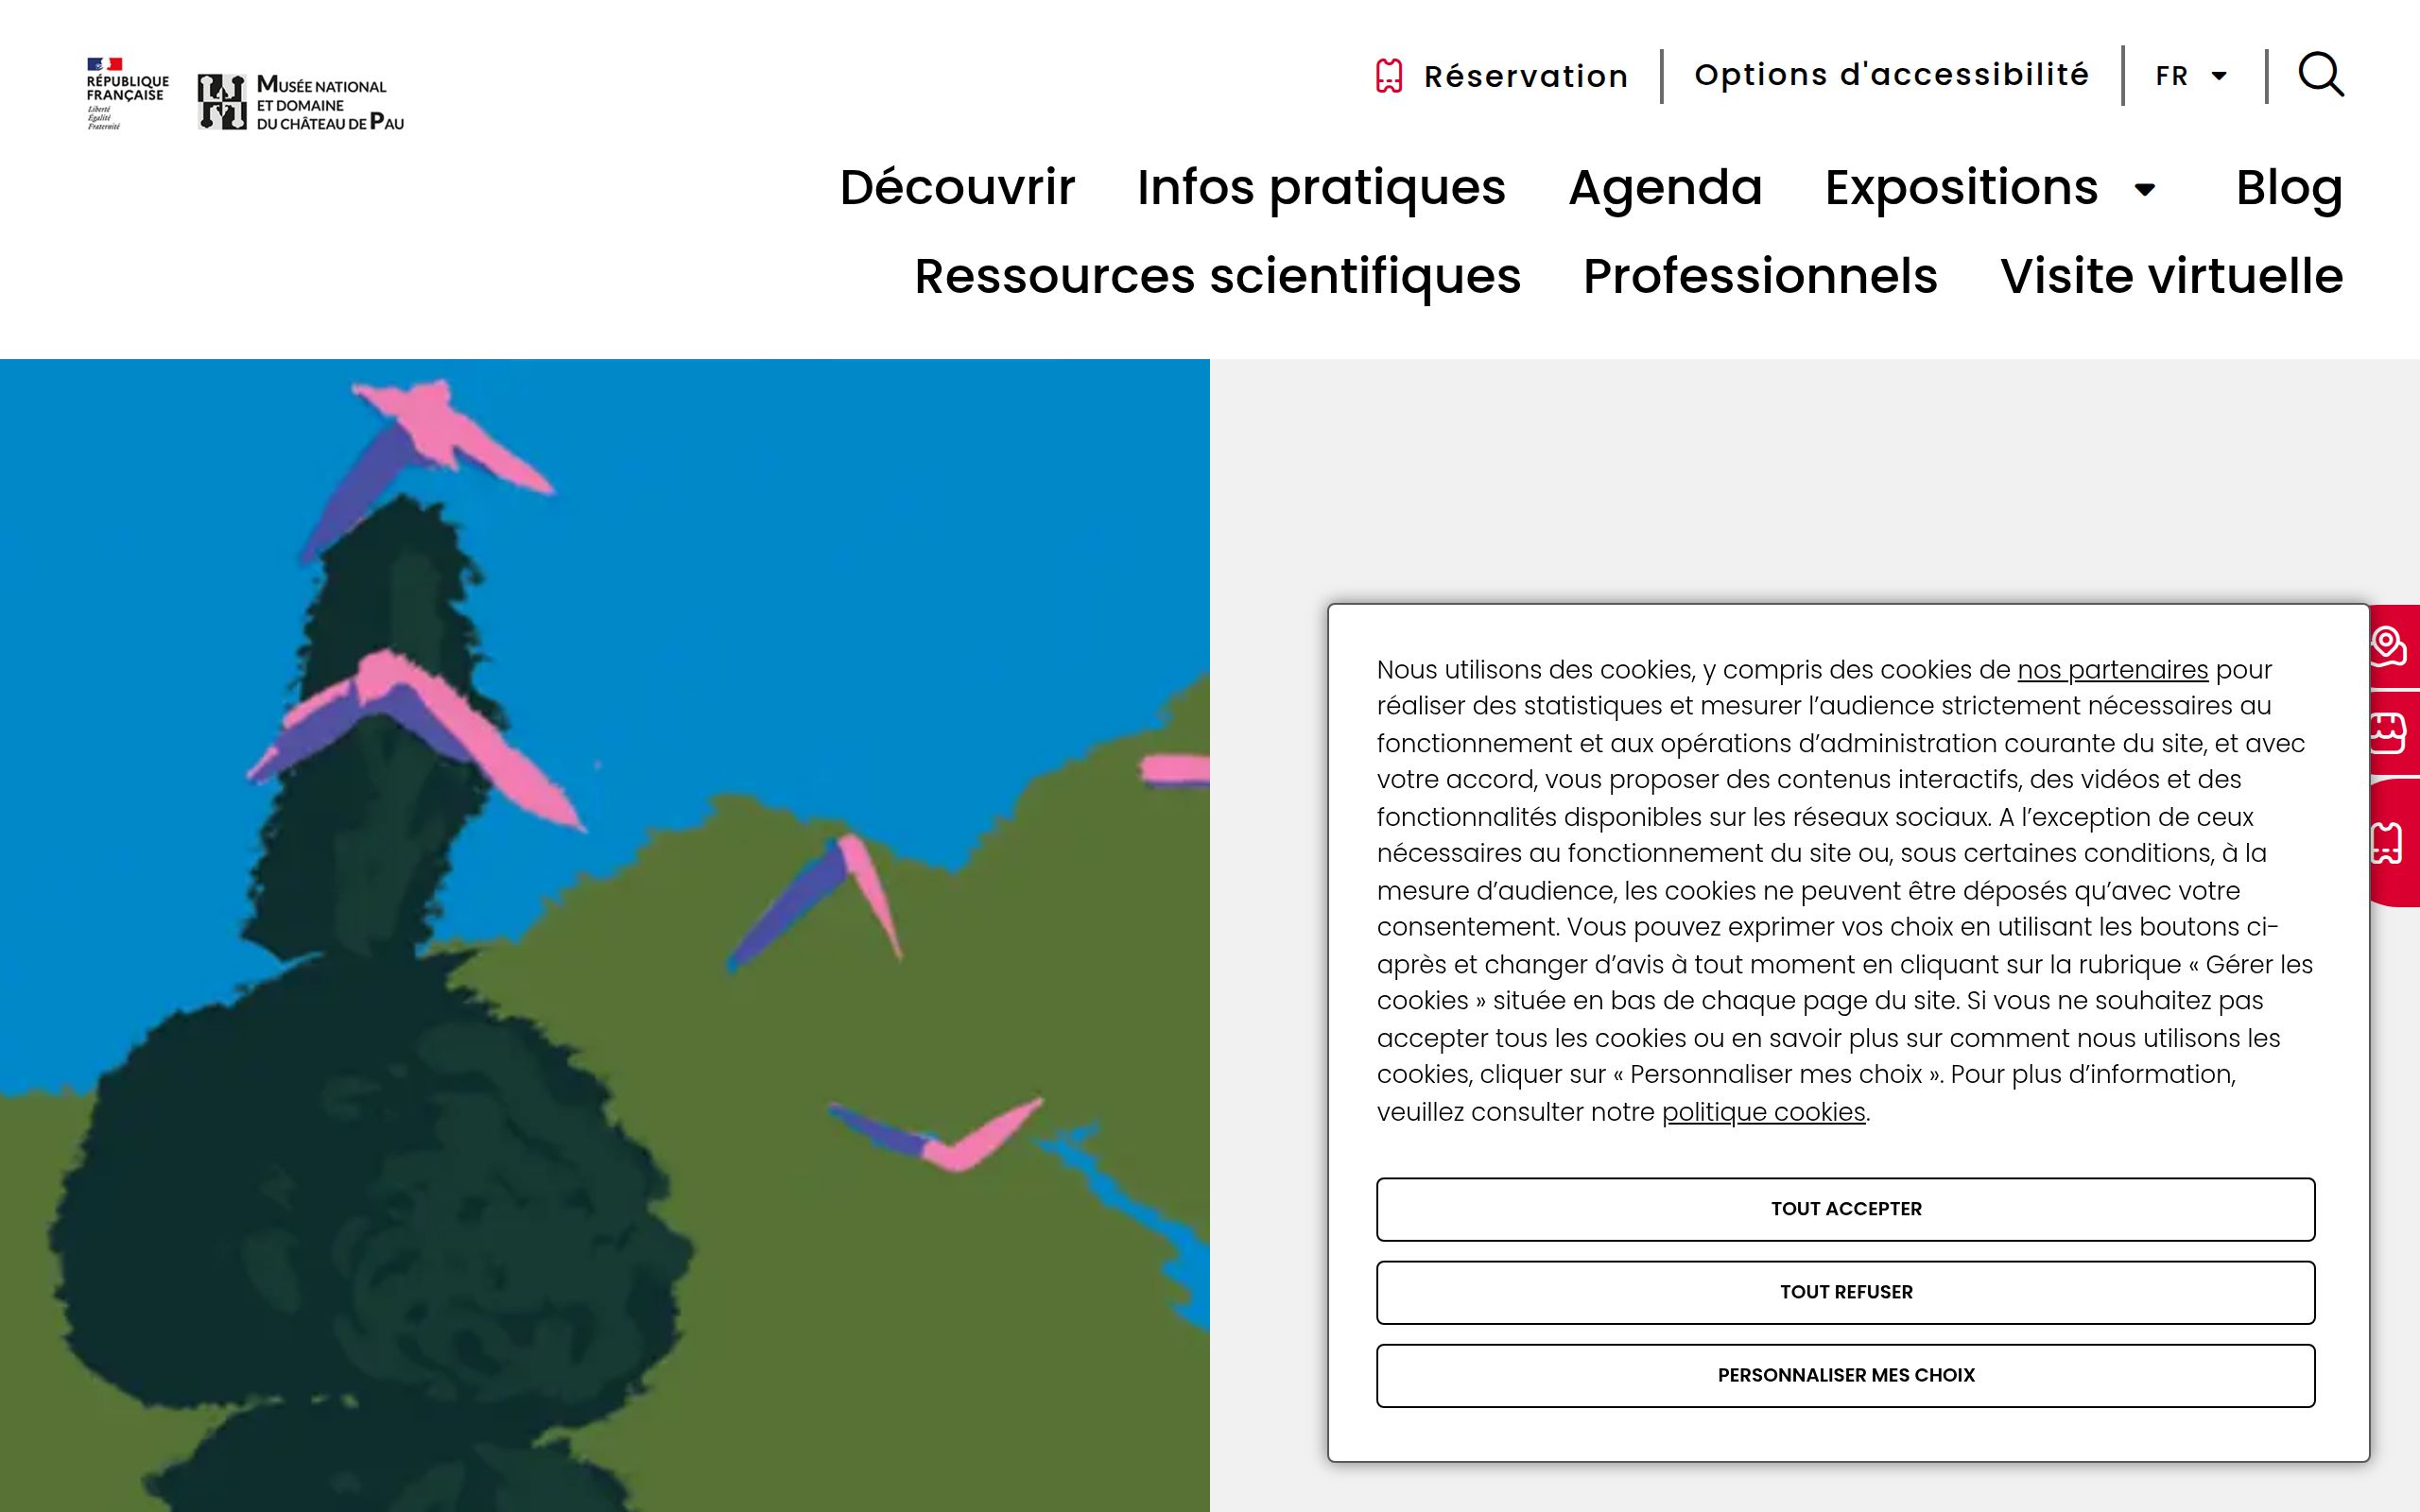 RÉPUBLIQUE
FRANÇAISE
Liberté
Égalité
Fraternité
MUSÉE NATIONAL
ET DOMAINE
DU CHÂTEAU DE PAU
Réservation
Options d'accessibilité
FR
Découvrir
Infos pratiques
Agenda
Expositions
Blog
Ressources scientifiques
Professionnels
Visite virtuelle
Nous utilisons des cookies, y compris des cookies de nos partenaires pour
réaliser des statistiques et mesurer l’audience strictement nécessaires au
fonctionnement et aux opérations d’administration courante du site, et avec
votre accord, vous proposer des contenus interactifs, des vidéos et des
fonctionnalités disponibles sur les réseaux sociaux. A l’exception de ceux
nécessaires au fonctionnement du site ou, sous certaines conditions, à la
mesure d’audience, les cookies ne peuvent être déposés qu’avec votre
consentement. Vous pouvez exprimer vos choix en utilisant les boutons ci-
après et changer d’avis à tout moment en cliquant sur la rubrique « Gérer les
cookies » située en bas de chaque page du site. Si vous ne souhaitez pas
accepter tous les cookies ou en savoir plus sur comment nous utilisons les
cookies, cliquer sur « Personnaliser mes choix ». Pour plus d’information,
veuillez consulter notre politique cookies.
TOUT ACCEPTER
TOUT REFUSER
PERSONNALISER MES CHOIX